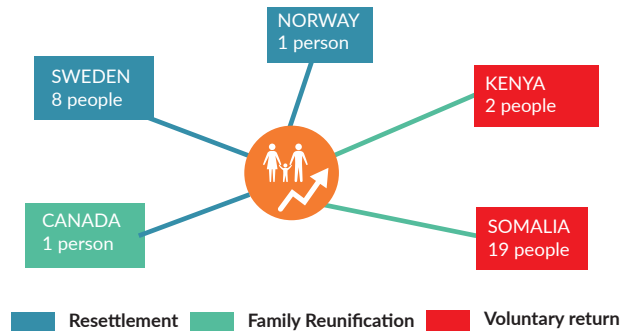 NORWAY
1 person
SWEDEN
8 people
KENYA
2 people
CANADA
1 person
SOMALIA
19 people
Resettlement
Family Reunification
Voluntary return